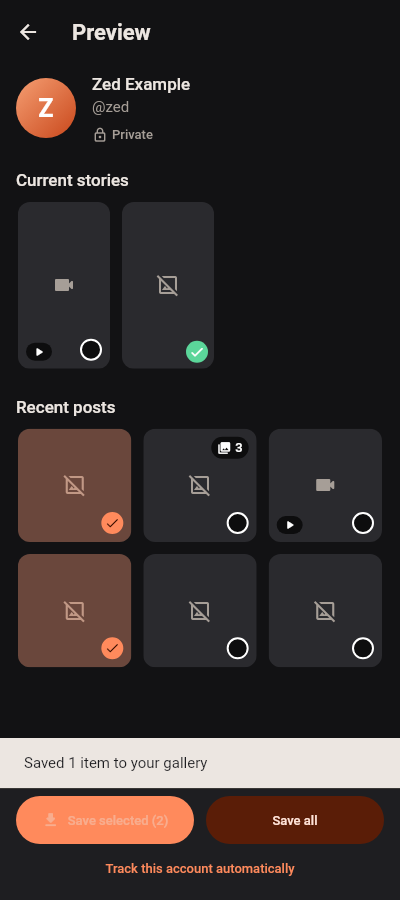 Preview
Z
Zed Example
@zed
Private
Current stories
Recent posts
3
Saved 1 item to your gallery
Save selected (2)
Save all
Track this account automatically